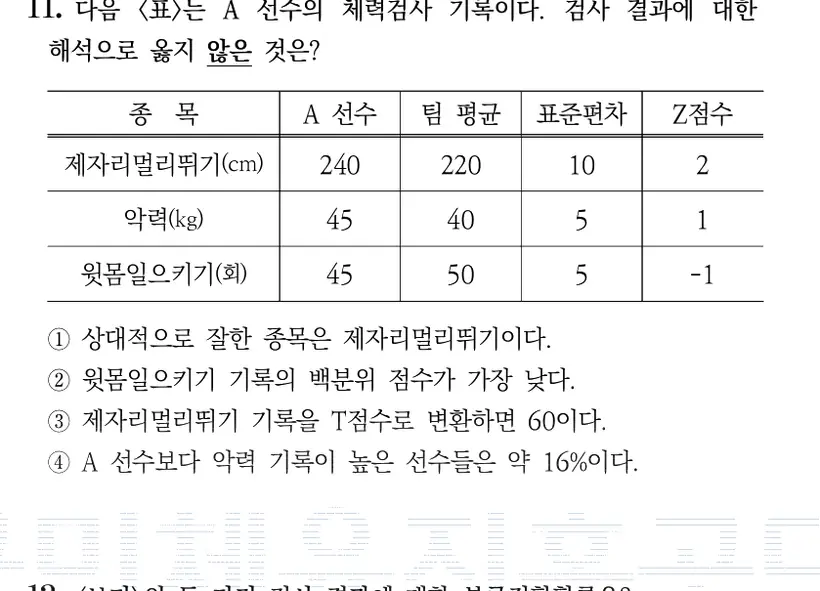 11. 다음 〈표〉는 A 선수의 체력검사 기록이다. 검사 결과에 대한
해석으로 옳지 않은 것은?
종 목 A 선수 팀 평균 표준편차 Z점수
제자리멀리뛰기(cm) 240 220 10 2
악력(kg) 45 40 5 1
윗몸일으키기(회) 45 50 5 -1
① 상대적으로 잘한 종목은 제자리멀리뛰기이다.
② 윗몸일으키기 기록의 백분위 점수가 가장 낮다.
③ 제자리멀리뛰기 기록을 T점수로 변환하면 60이다.
④ A 선수보다 악력 기록이 높은 선수들은 약 16%이다.